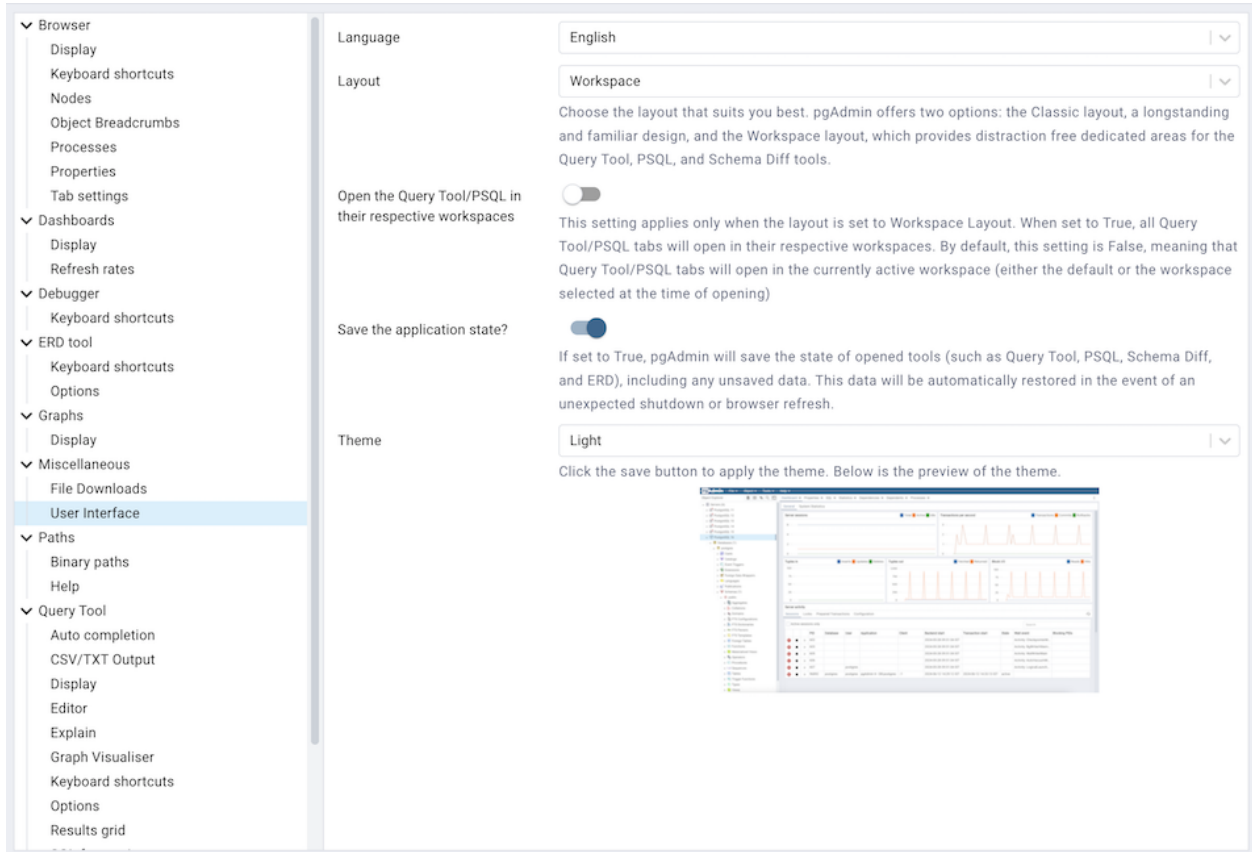 Browser
Display
Keyboard shortcuts
Nodes
Object Breadcrumbs
Processes
Properties
Tab settings
Dashboards
Display
Refresh rates
Debugger
Keyboard shortcuts
ERD tool
Keyboard shortcuts
Options
Graphs
Display
Miscellaneous
File Downloads
User Interface
Paths
Binary paths
Help
Query Tool
Auto completion
CSV/TXT Output
Display
Editor
Explain
Graph Visualiser
Keyboard shortcuts
Options
Results grid
Language
English
Layout
Workspace
Choose the layout that suits you best. pgAdmin offers two options: the Classic layout, a longstanding
and familiar design, and the Workspace layout, which provides distraction free dedicated areas for the
Query Tool, PSQL, and Schema Diff tools.
Open the Query Tool/PSQL in
their respective workspaces
This setting applies only when the layout is set to Workspace Layout. When set to True, all Query
Tool/PSQL tabs will open in their respective workspaces. By default, this setting is False, meaning that
Query Tool/PSQL tabs will open in the currently active workspace (either the default or the workspace
selected at the time of opening)
Save the application state?
If set to True, pgAdmin will save the state of opened tools (such as Query Tool, PSQL, Schema Diff,
and ERD), including any unsaved data. This data will be automatically restored in the event of an
unexpected shutdown or browser refresh.
Theme
Light
Click the save button to apply the theme. Below is the preview of the theme.